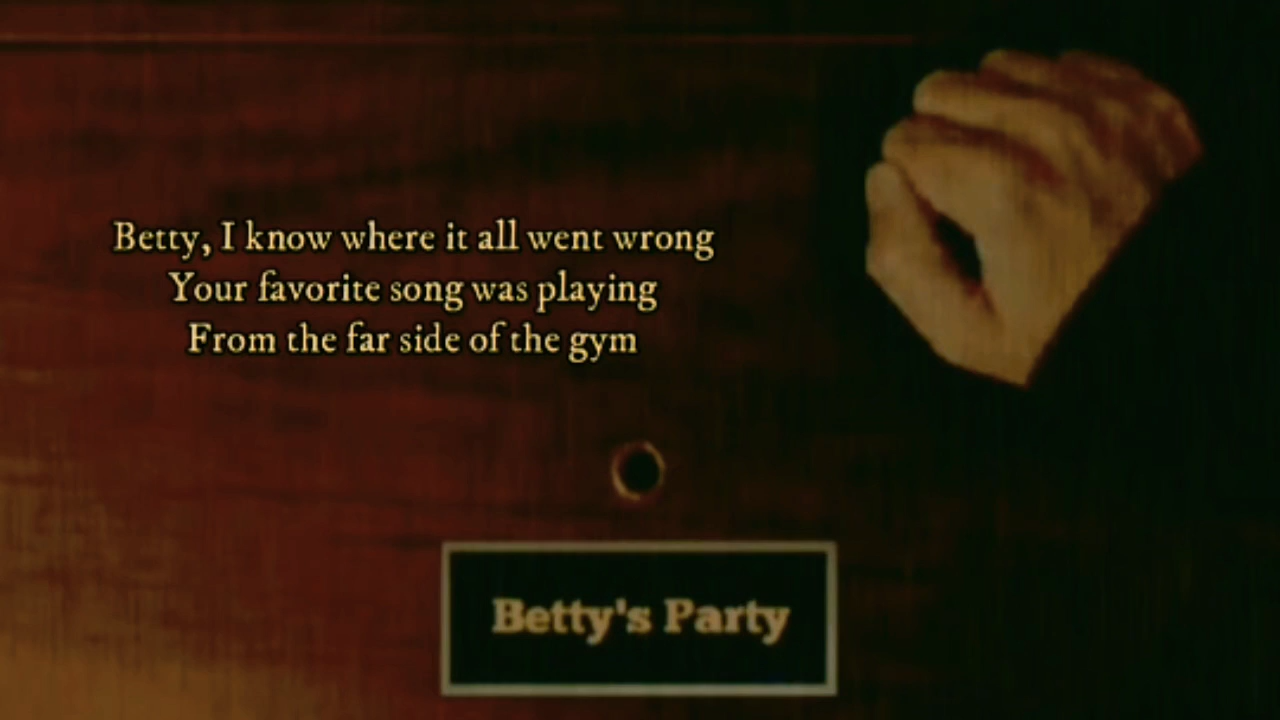 Betty, I know where it all went wrong
Your favorite song was playing
From the far side of the gym
Betty's Party